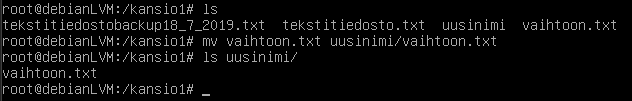 root@debianLVM:/kansio1# ls
tekstitiedostobackup18_7_2019.txt  tekstitiedosto.txt  uusinimi  vaihtoon.txt
root@debianLVM:/kansio1# mv vaihtoon.txt uusinimi/vaihtoon.txt
root@debianLVM:/kansio1# ls uusinimi/
vaihtoon.txt
root@debianLVM:/kansio1# _